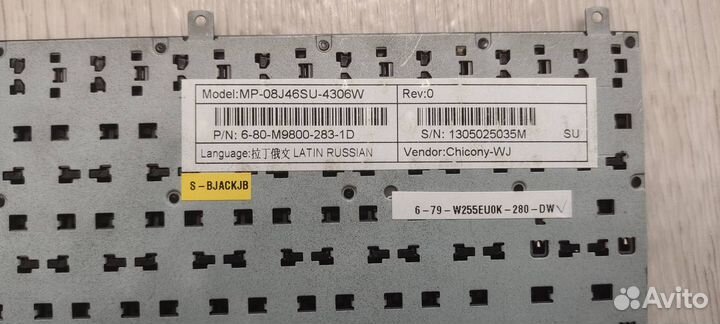 Model:MP-08J46SU-4306W Rev:0
P/N: 6-80-M9800-283-1D S/N: 1305025035M SU
Language:拉丁俄文 LATIN RUSSIAN Vendor:Chicony-WJ
S-BJACKJB
6-79-W255EU0K-280-DW
Avito